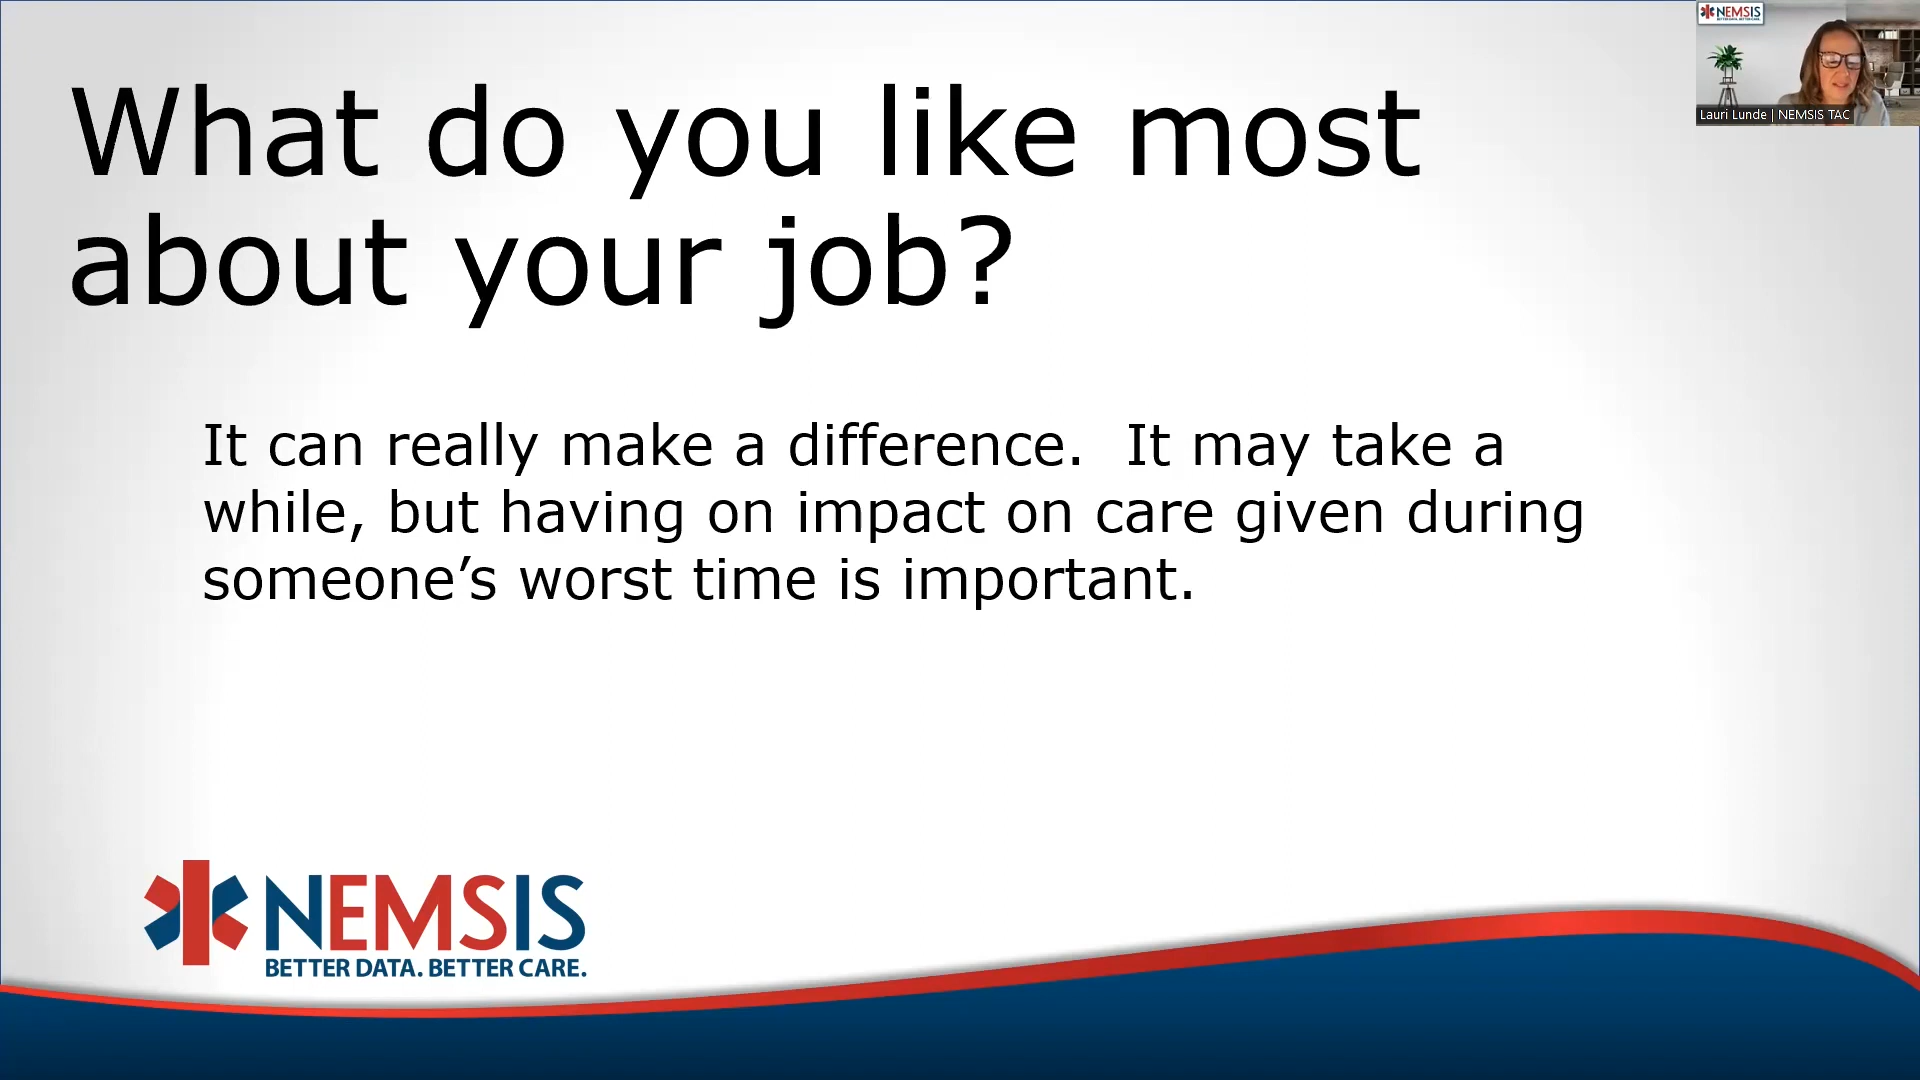 What do you like most
about your job?
It can really make a difference.  It may take a
while, but having on impact on care given during
someone’s worst time is important.
NEMSIS
BETTER DATA. BETTER CARE.
NEMSIS
Lauri Lunde | NEMSIS TAC